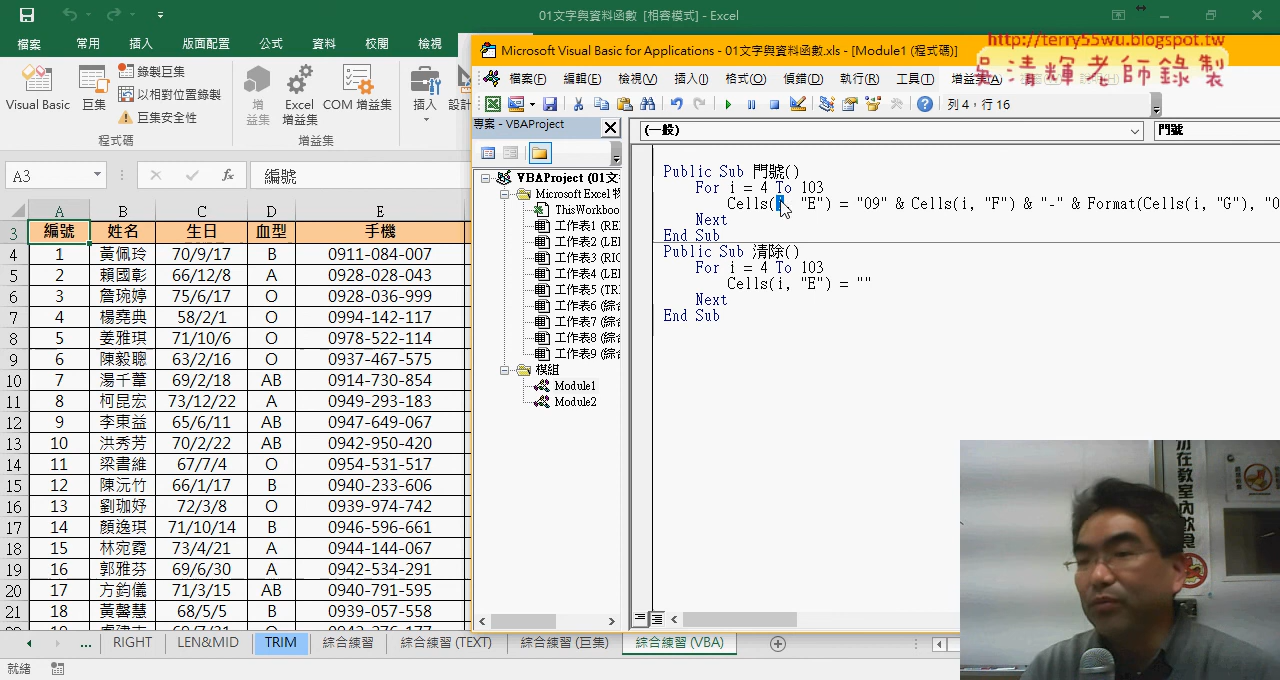 01文字與資料函數 [相容模式] - Excel
檔案 常用 插入 版面配置 公式 資料 校閱 檢視
Visual Basic
巨集
錄製巨集
以相對位置錄製
巨集安全性
程式碼
增益集
Excel 增益集
COM 增益集
增益集
插入
A3
編號
A B C D E
3 編號 姓名 生日 血型 手機
4 1 黃佩玲 70/9/17 B 0911-084-007
5 2 賴國彰 66/12/8 A 0928-028-043
6 3 詹琬婷 75/6/17 O 0928-036-999
7 4 楊堯典 58/2/1 O 0994-142-117
8 5 姜雅琪 71/10/6 O 0978-522-114
9 6 陳毅聰 63/2/16 O 0937-467-575
10 7 湯千葦 69/2/18 AB 0914-730-854
11 8 柯昆宏 73/12/22 A 0949-293-183
12 9 李東益 65/6/11 AB 0947-649-067
13 10 洪秀芳 70/2/22 AB 0942-950-420
14 11 梁書維 67/7/4 O 0954-531-517
15 12 陳沅竹 66/1/17 B 0940-233-606
16 13 劉珈妤 72/3/8 O 0939-974-742
17 14 顏逸琪 71/10/14 B 0946-596-661
18 15 林宛霓 73/4/21 A 0944-144-067
19 16 郭雅芬 69/6/30 A 0942-534-291
20 17 方鈞儀 71/3/15 AB 0940-791-595
21 18 黃馨慧 68/5/5 B 0939-057-558
... RIGHT LEN&MID TRIM 綜合練習 綜合練習 (TEXT) 綜合練習 (巨集) 綜合練習 (VBA)
就緒
Microsoft Visual Basic for Applications - 01文字與資料函數.xls - [Module1 (程式碼)]
http://terry55wu.blogspot.tw
吳清輝老師錄製
檔案(F) 編輯(E) 檢視(V) 插入(I) 偵錯(D) 執行(R) 工具(T)
列 4，行 16
專案 - VBAProject
VBAProject (01文
Microsoft Excel 物
ThisWorkboo
工作表1 (RE
工作表2 (LE
工作表3 (RIC
工作表4 (LE
工作表5 (TR
工作表6 (綜合
工作表7 (綜合
工作表8 (綜合
工作表9 (綜合
模組
Module1
Module2
(一般)
門號
Public Sub 門號()
For i = 4 To 103
Cells(i, "E") = "09" & Cells(i, "F") & "-" & Format(Cells(i, "G"), "0
Next
End Sub
Public Sub 清除()
For i = 4 To 103
Cells(i, "E") = ""
Next
End Sub